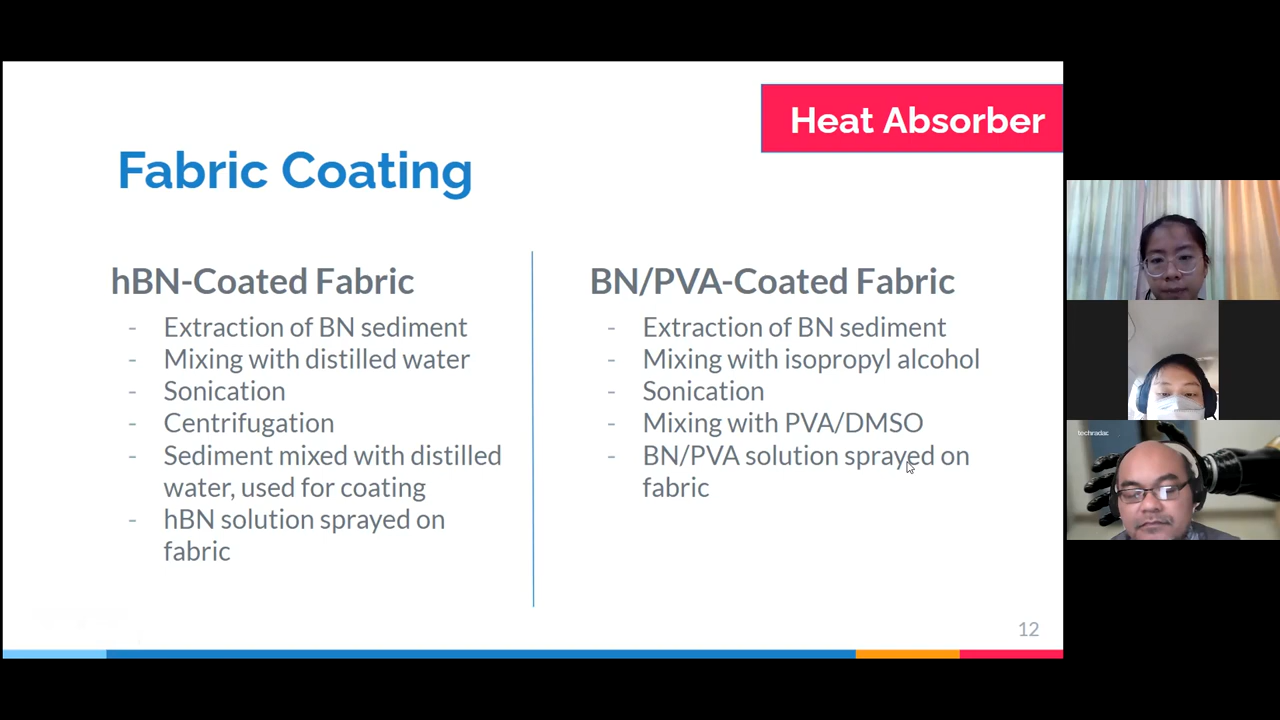 Heat Absorber
Fabric Coating
hBN-Coated Fabric
- Extraction of BN sediment
- Mixing with distilled water
- Sonication
- Centrifugation
- Sediment mixed with distilled
water, used for coating
- hBN solution sprayed on
fabric
BN/PVA-Coated Fabric
- Extraction of BN sediment
- Mixing with isopropyl alcohol
- Sonication
- Mixing with PVA/DMSO
- BN/PVA solution sprayed on
fabric
12
techradar